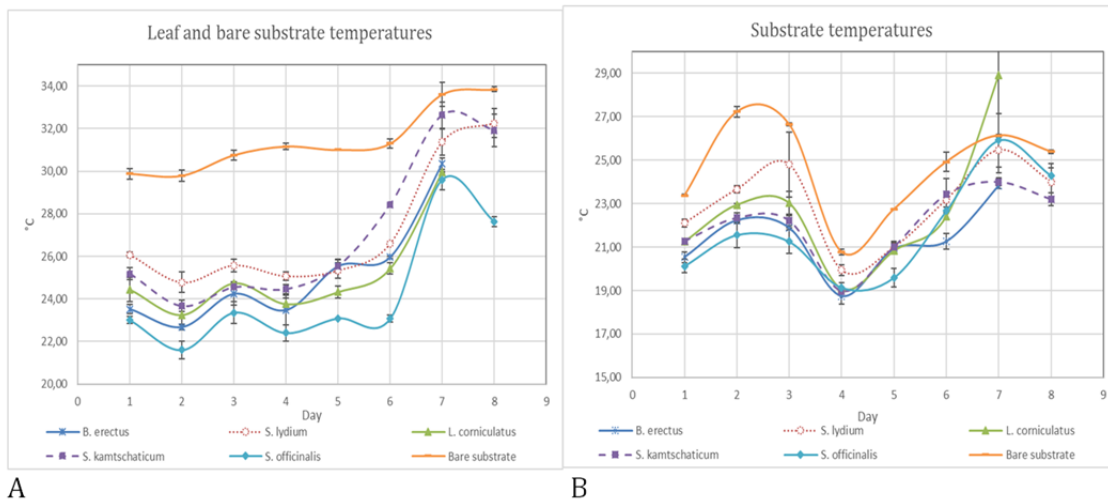 Leaf and bare substrate temperatures
34,00
32,00
30,00
28,00
26,00
24,00
22,00
20,00
°C
0 1 2 3 4 5 6 7 8 9
Day
B. erectus S. lydium L. corniculatus
S. kamtschaticum S. officinalis Bare substrate
A
Substrate temperatures
29,00
27,00
25,00
23,00
21,00
19,00
17,00
15,00
°C
0 1 2 3 4 5 6 7 8 9
Day
B. erectus S. lydium L. corniculatus
S. kamtschaticum S. officinalis Bare substrate
B